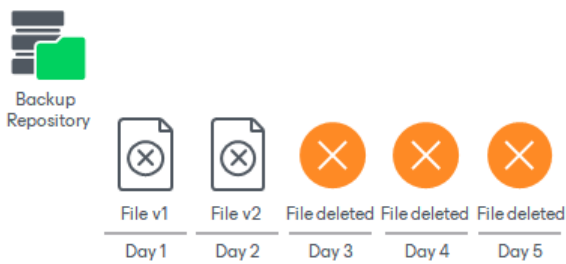 Backup
Repository
File v1 File v2 File deleted File deleted File deleted
Day 1 Day 2 Day 3 Day 4 Day 5